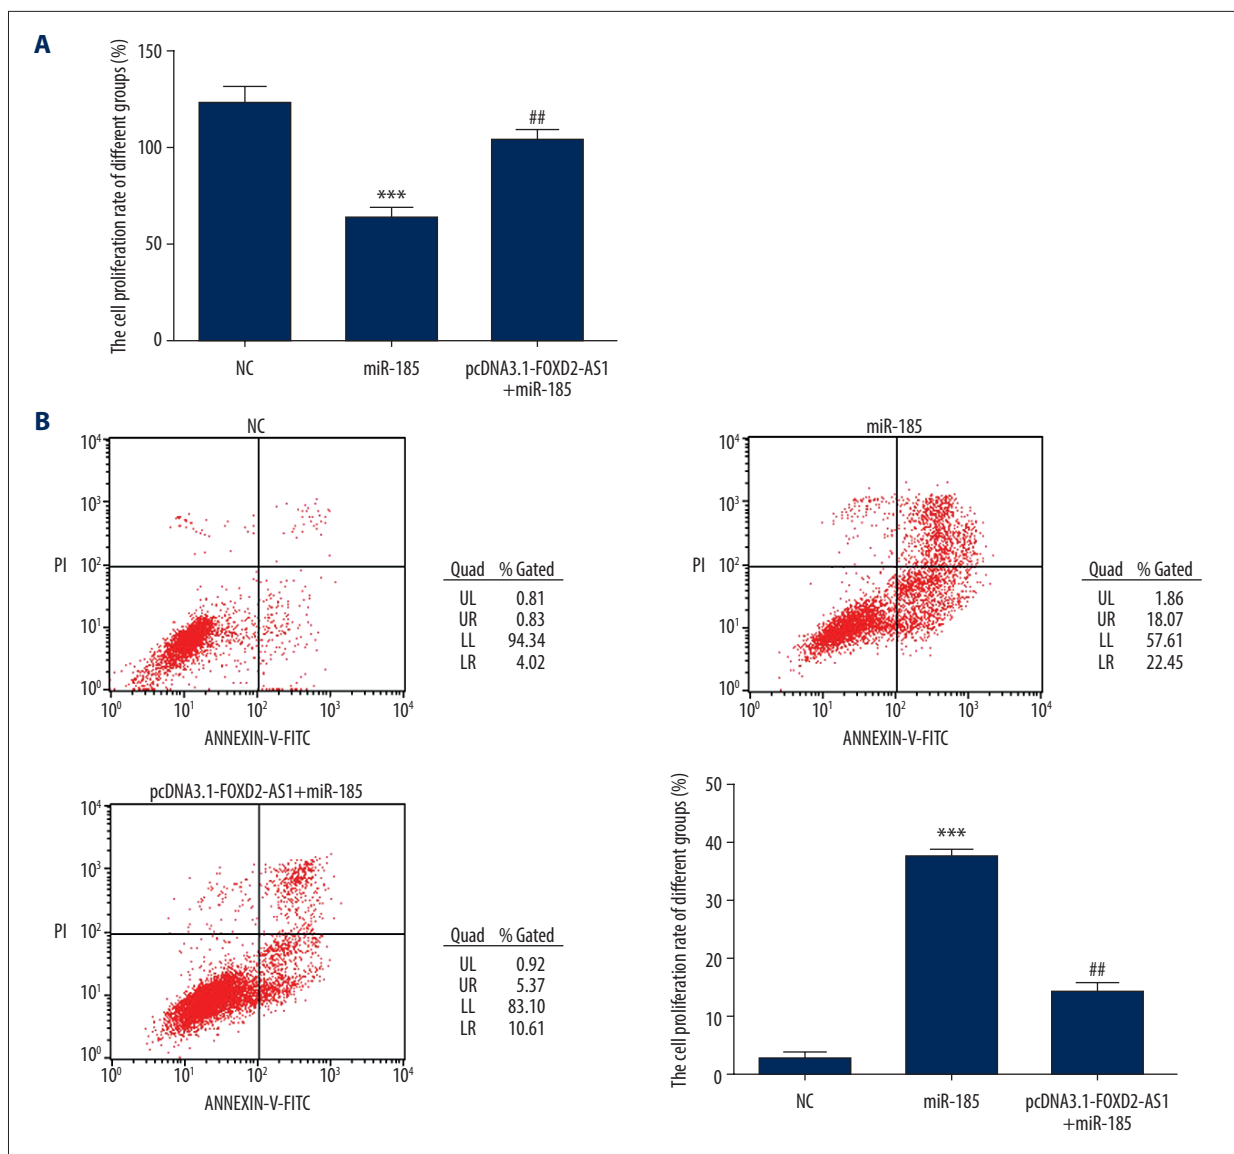 A
The cell proliferation rate of different groups (%)
150
100
50
0
***
##
NC
miR-185
pcDNA3.1-FOXD2-AS1
+miR-185
B
NC
PI
10⁴
10³
10²
10¹
10⁰
10⁰ 10¹ 10² 10³ 10⁴
ANNEXIN-V-FITC
Quad % Gated
UL 0.81
UR 0.83
LL 94.34
LR 4.02
miR-185
PI
10⁴
10³
10²
10¹
10⁰
10⁰ 10¹ 10² 10³ 10⁴
ANNEXIN-V-FITC
Quad % Gated
UL 1.86
UR 18.07
LL 57.61
LR 22.45
pcDNA3.1-FOXD2-AS1+miR-185
PI
10⁴
10³
10²
10¹
10⁰
10⁰ 10¹ 10² 10³ 10⁴
ANNEXIN-V-FITC
Quad % Gated
UL 0.92
UR 5.37
LL 83.10
LR 10.61
The cell proliferation rate of different groups (%)
50
40
30
20
10
0
***
##
NC
miR-185
pcDNA3.1-FOXD2-AS1
+miR-185